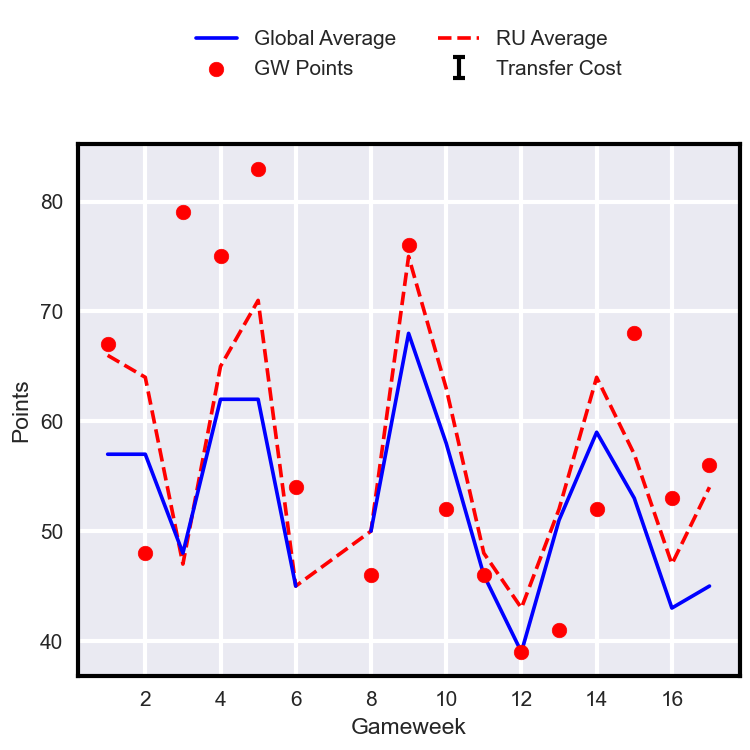 Global Average RU Average
GW Points Transfer Cost
80
70
60
50
40
Points
2 4 6 8 10 12 14 16
Gameweek